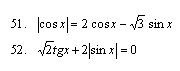 51. |cos x| = 2 cos x − √3 sin x
52. √2tgx + 2|sin x| = 0